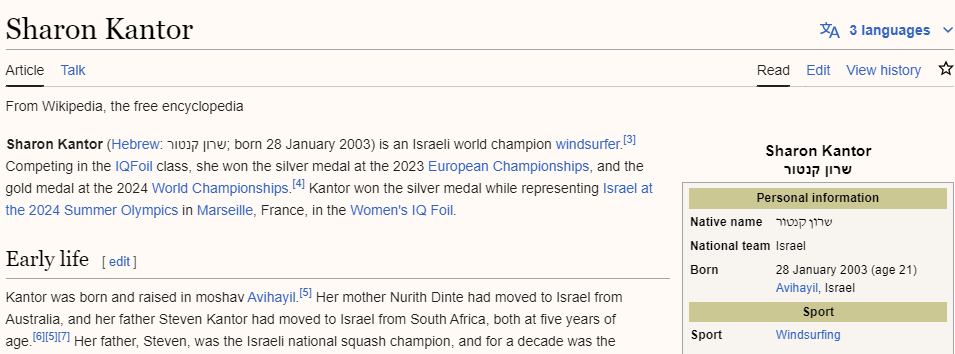 Sharon Kantor
3 languages
Article Talk Read Edit View history
From Wikipedia, the free encyclopedia
Sharon Kantor (Hebrew: שרון קנטור; born 28 January 2003) is an Israeli world champion windsurfer.[3]
Competing in the IQFoil class, she won the silver medal at the 2023 European Championships, and the
gold medal at the 2024 World Championships.[4] Kantor won the silver medal while representing Israel at
the 2024 Summer Olympics in Marseille, France, in the Women's IQ Foil.
Early life [ edit ]
Kantor was born and raised in moshav Avihayil.[5] Her mother Nurith Dinte had moved to Israel from
Australia, and her father Steven Kantor had moved to Israel from South Africa, both at five years of
age.[6][5][7] Her father, Steven, was the Israeli national squash champion, and for a decade was the
Sharon Kantor
שרון קנטור
Personal information
Native name שרון קנטור
National team Israel
Born 28 January 2003 (age 21)
Avihayil, Israel
Sport
Sport Windsurfing